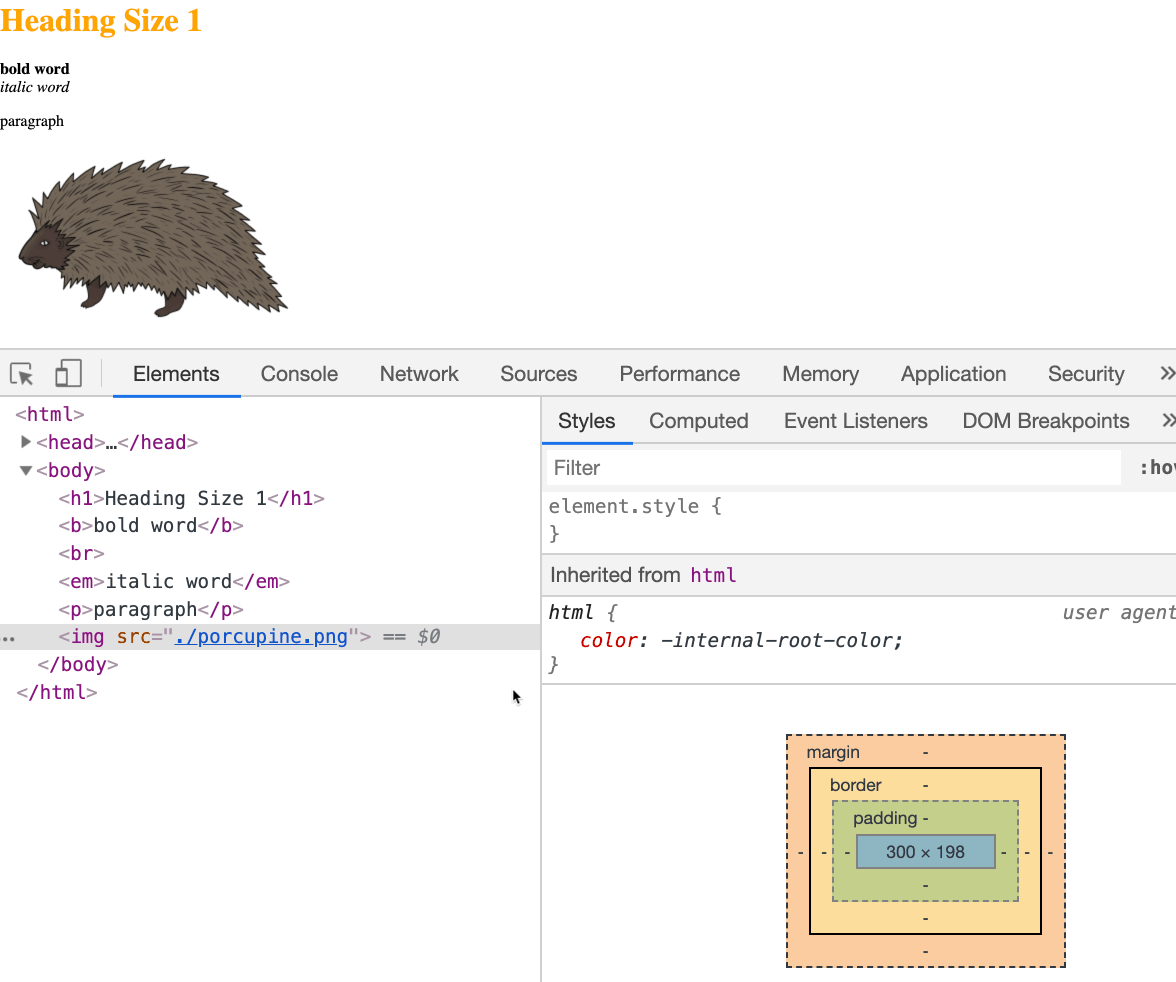 Heading Size 1
bold word
italic word
paragraph
Elements Console Network Sources Performance Memory Application Security »
<html>
▶<head>…</head>
▼<body>
<h1>Heading Size 1</h1>
<b>bold word</b>
<br>
<em>italic word</em>
<p>paragraph</p>
… <img src="./porcupine.png"> == $0
</body>
</html>
Styles Computed Event Listeners DOM Breakpoints »
Filter :hov
element.style {
}
Inherited from html
html { user agent
color: -internal-root-color;
}
margin -
border -
padding -
- - - 300 × 198 - - -
-
-
-